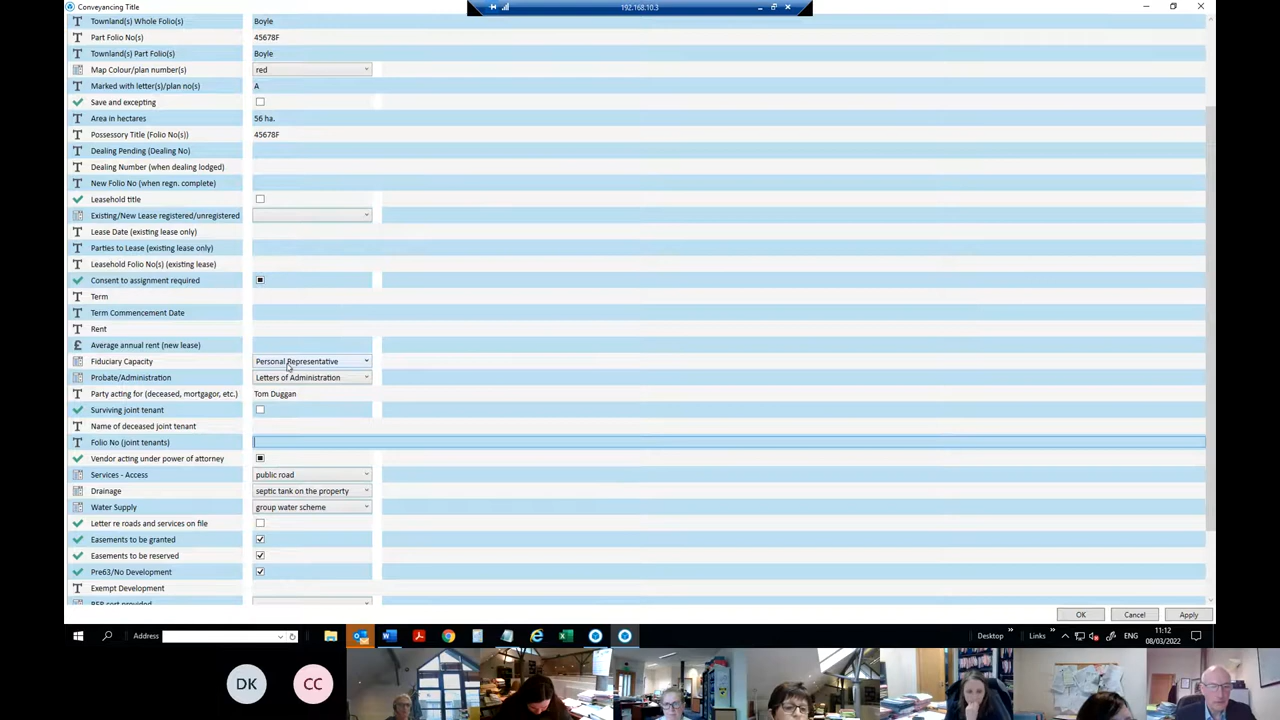 Conveyancing Title
192.168.10.3
Townland(s) Whole Folio(s) Boyle
Part Folio No(s) 45678F
Townland(s) Part Folio(s) Boyle
Map Colour/plan number(s) red
Marked with letter(s)/plan no(s) A
Save and excepting
Area in hectares 56 ha.
Possessory Title (Folio No(s)) 45678F
Dealing Pending (Dealing No)
Dealing Number (when dealing lodged)
New Folio No (when regn. complete)
Leasehold title
Existing/New Lease registered/unregistered
Lease Date (existing lease only)
Parties to Lease (existing lease only)
Leasehold Folio No(s) (existing lease)
Consent to assignment required
Term
Term Commencement Date
Rent
£ Average annual rent (new lease)
Fiduciary Capacity Personal Representative
Probate/Administration Letters of Administration
Party acting for (deceased, mortgagor, etc.) Tom Duggan
Surviving joint tenant
Name of deceased joint tenant
Folio No (joint tenants)
Vendor acting under power of attorney
Services - Access public road
Drainage septic tank on the property
Water Supply group water scheme
Letter re roads and services on file
Easements to be granted
Easements to be reserved
Pre63/No Development
Exempt Development
OK Cancel Apply
Address Desktop Links ENG 11:12
08/03/2022
DK CC